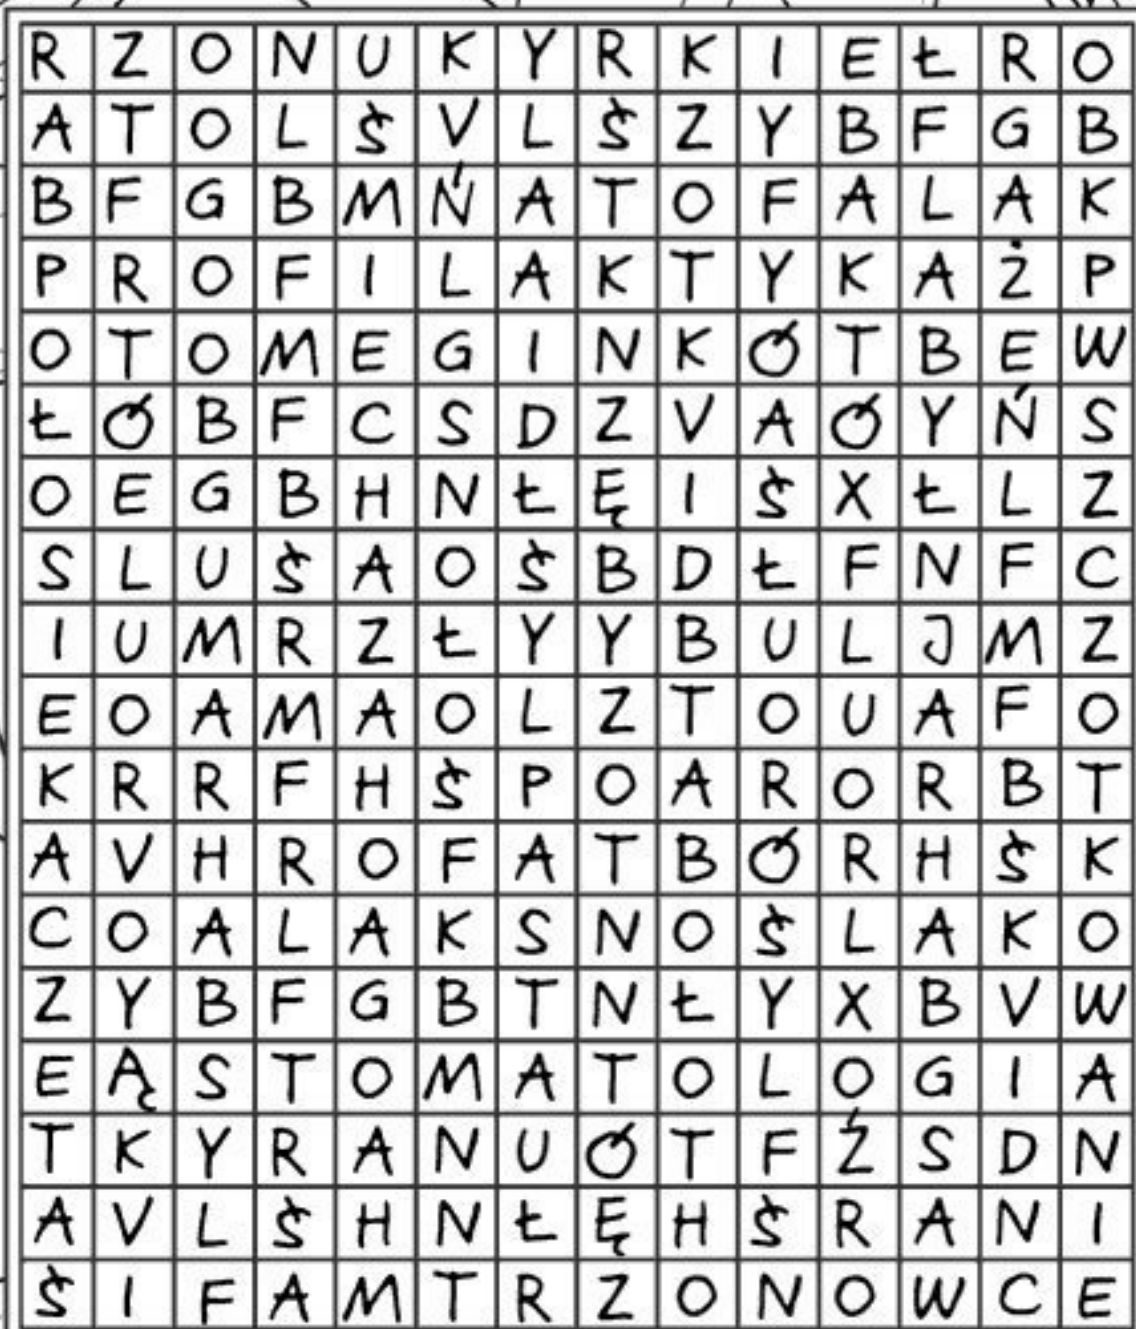 R Z O N U K Y R K I E Ł R O
A T O L Ś V L Ś Z Y B F G B
B F G B M Ń A T O F A L A K
P R O F I L A K T Y K A Ż P
O T O M E G I N K Ó T B E W
Ł Ó B F C S D Z V A Ó Y Ń S
O E G B H N Ł Ę I Ś X Ł L Z
S L U Ś A O Ś B D Ł F N F C
I U M R Z Ł Y Y B U L J M Z
E O A M A O L Z T O U A F O
K R R F H Ś P O A R O R B T
A V H R O F A T B Ó R H Ś K
C O A L A K S N O Ś L A K O
Z Y B F G B T N Ł Y X B V W
E Ą S T O M A T O L O G I A
T K Y R A N U Ó T F Ź S D N
A V L Ś H N Ł Ę H Ś R A N I
Ś I F A M T R Z O N O W C E